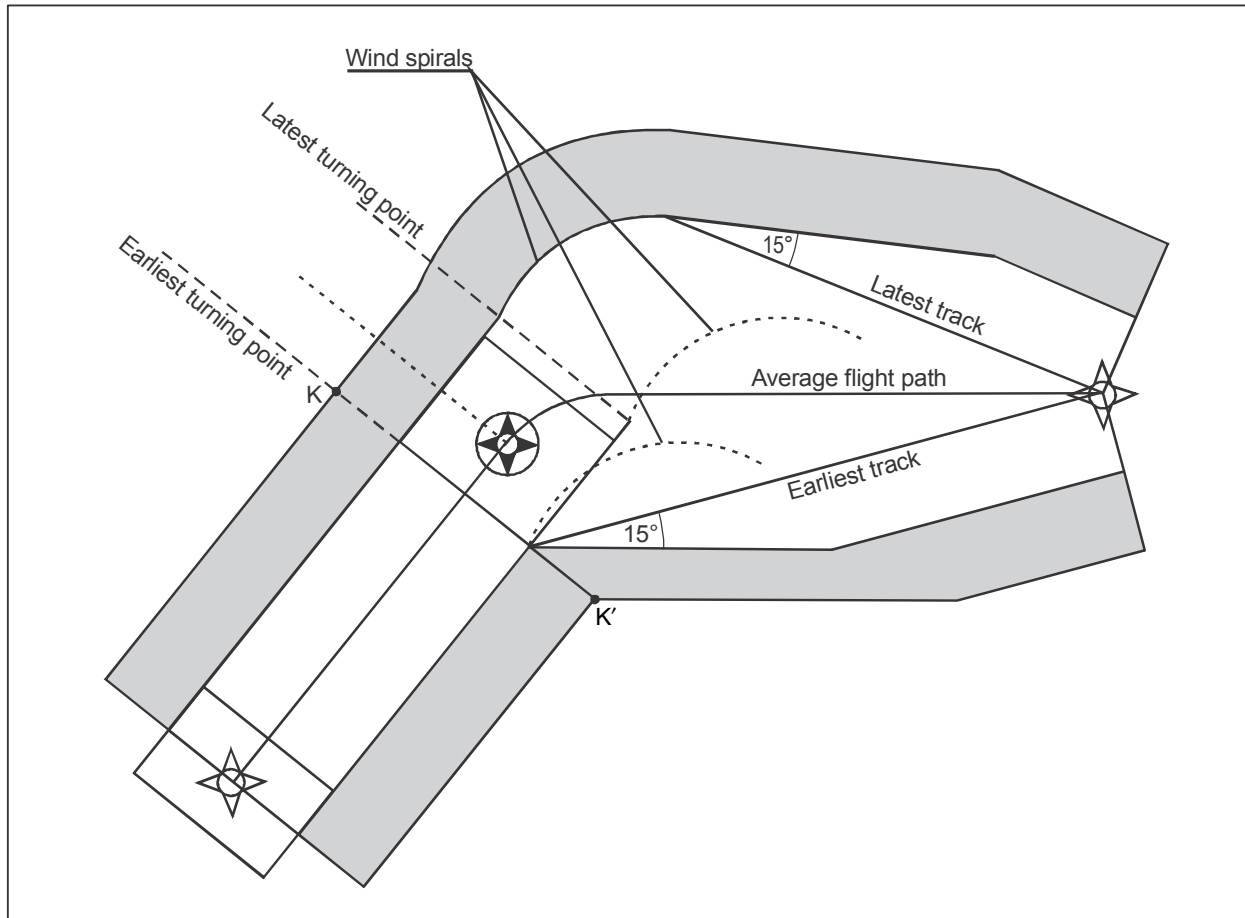 Wind spirals
Latest turning point
Earliest turning point
K
15°
Latest track
Average flight path
Earliest track
15°
K′